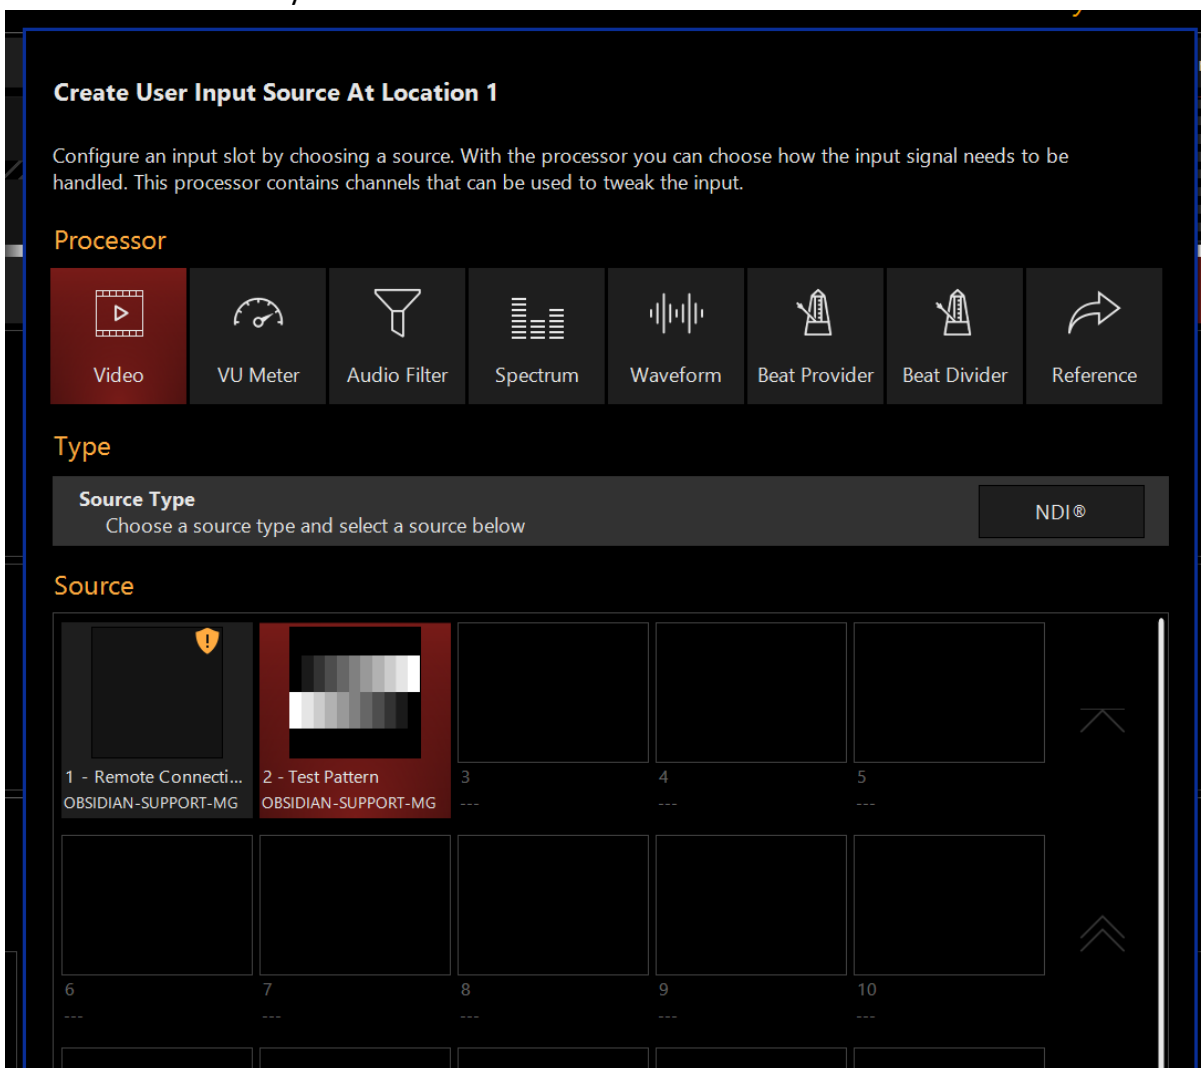 Create User Input Source At Location 1
Configure an input slot by choosing a source. With the processor you can choose how the input signal needs to be
handled. This processor contains channels that can be used to tweak the input.
Processor
Video
VU Meter
Audio Filter
Spectrum
Waveform
Beat Provider
Beat Divider
Reference
Type
Source Type
Choose a source type and select a source below
NDI®
Source
1 - Remote Connecti...
OBSIDIAN-SUPPORT-MG
2 - Test Pattern
OBSIDIAN-SUPPORT-MG
3
---
4
---
5
---
6
---
7
---
8
---
9
---
10
---